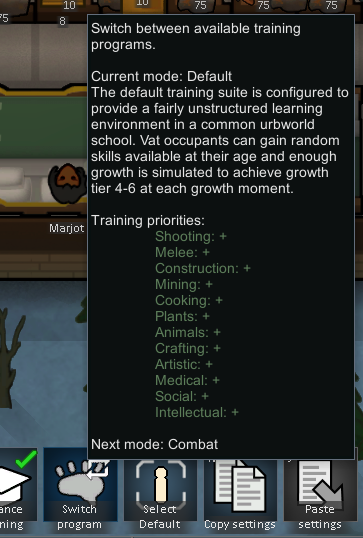 75
10
8
10
75
75
75
Switch between available training
programs.
Current mode: Default
The default training suite is configured to
provide a fairly unstructured learning
environment in a common urbworld
school. Vat occupants can gain random
skills available at their age and enough
growth is simulated to achieve growth
tier 4-6 at each growth moment.
Training priorities:
Shooting: +
Melee: +
Construction: +
Mining: +
Cooking: +
Plants: +
Animals: +
Crafting: +
Artistic: +
Medical: +
Social: +
Intellectual: +
Next mode: Combat
Marjot
ance
ning
Switch
program
Select
Default
Copy settings
Paste
settings